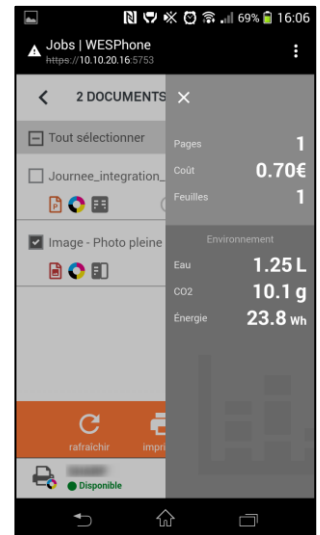 69% 16:06
Jobs | WESPhone
https://10.10.20.16:5753
2 DOCUMENTS
Tout sélectionner
Journee_integration_
Image - Photo pleine
rafraîchir impri
Disponible
Pages 1
Coût 0.70€
Feuilles 1
Environnement
Eau 1.25 L
CO2 10.1 g
Énergie 23.8 Wh